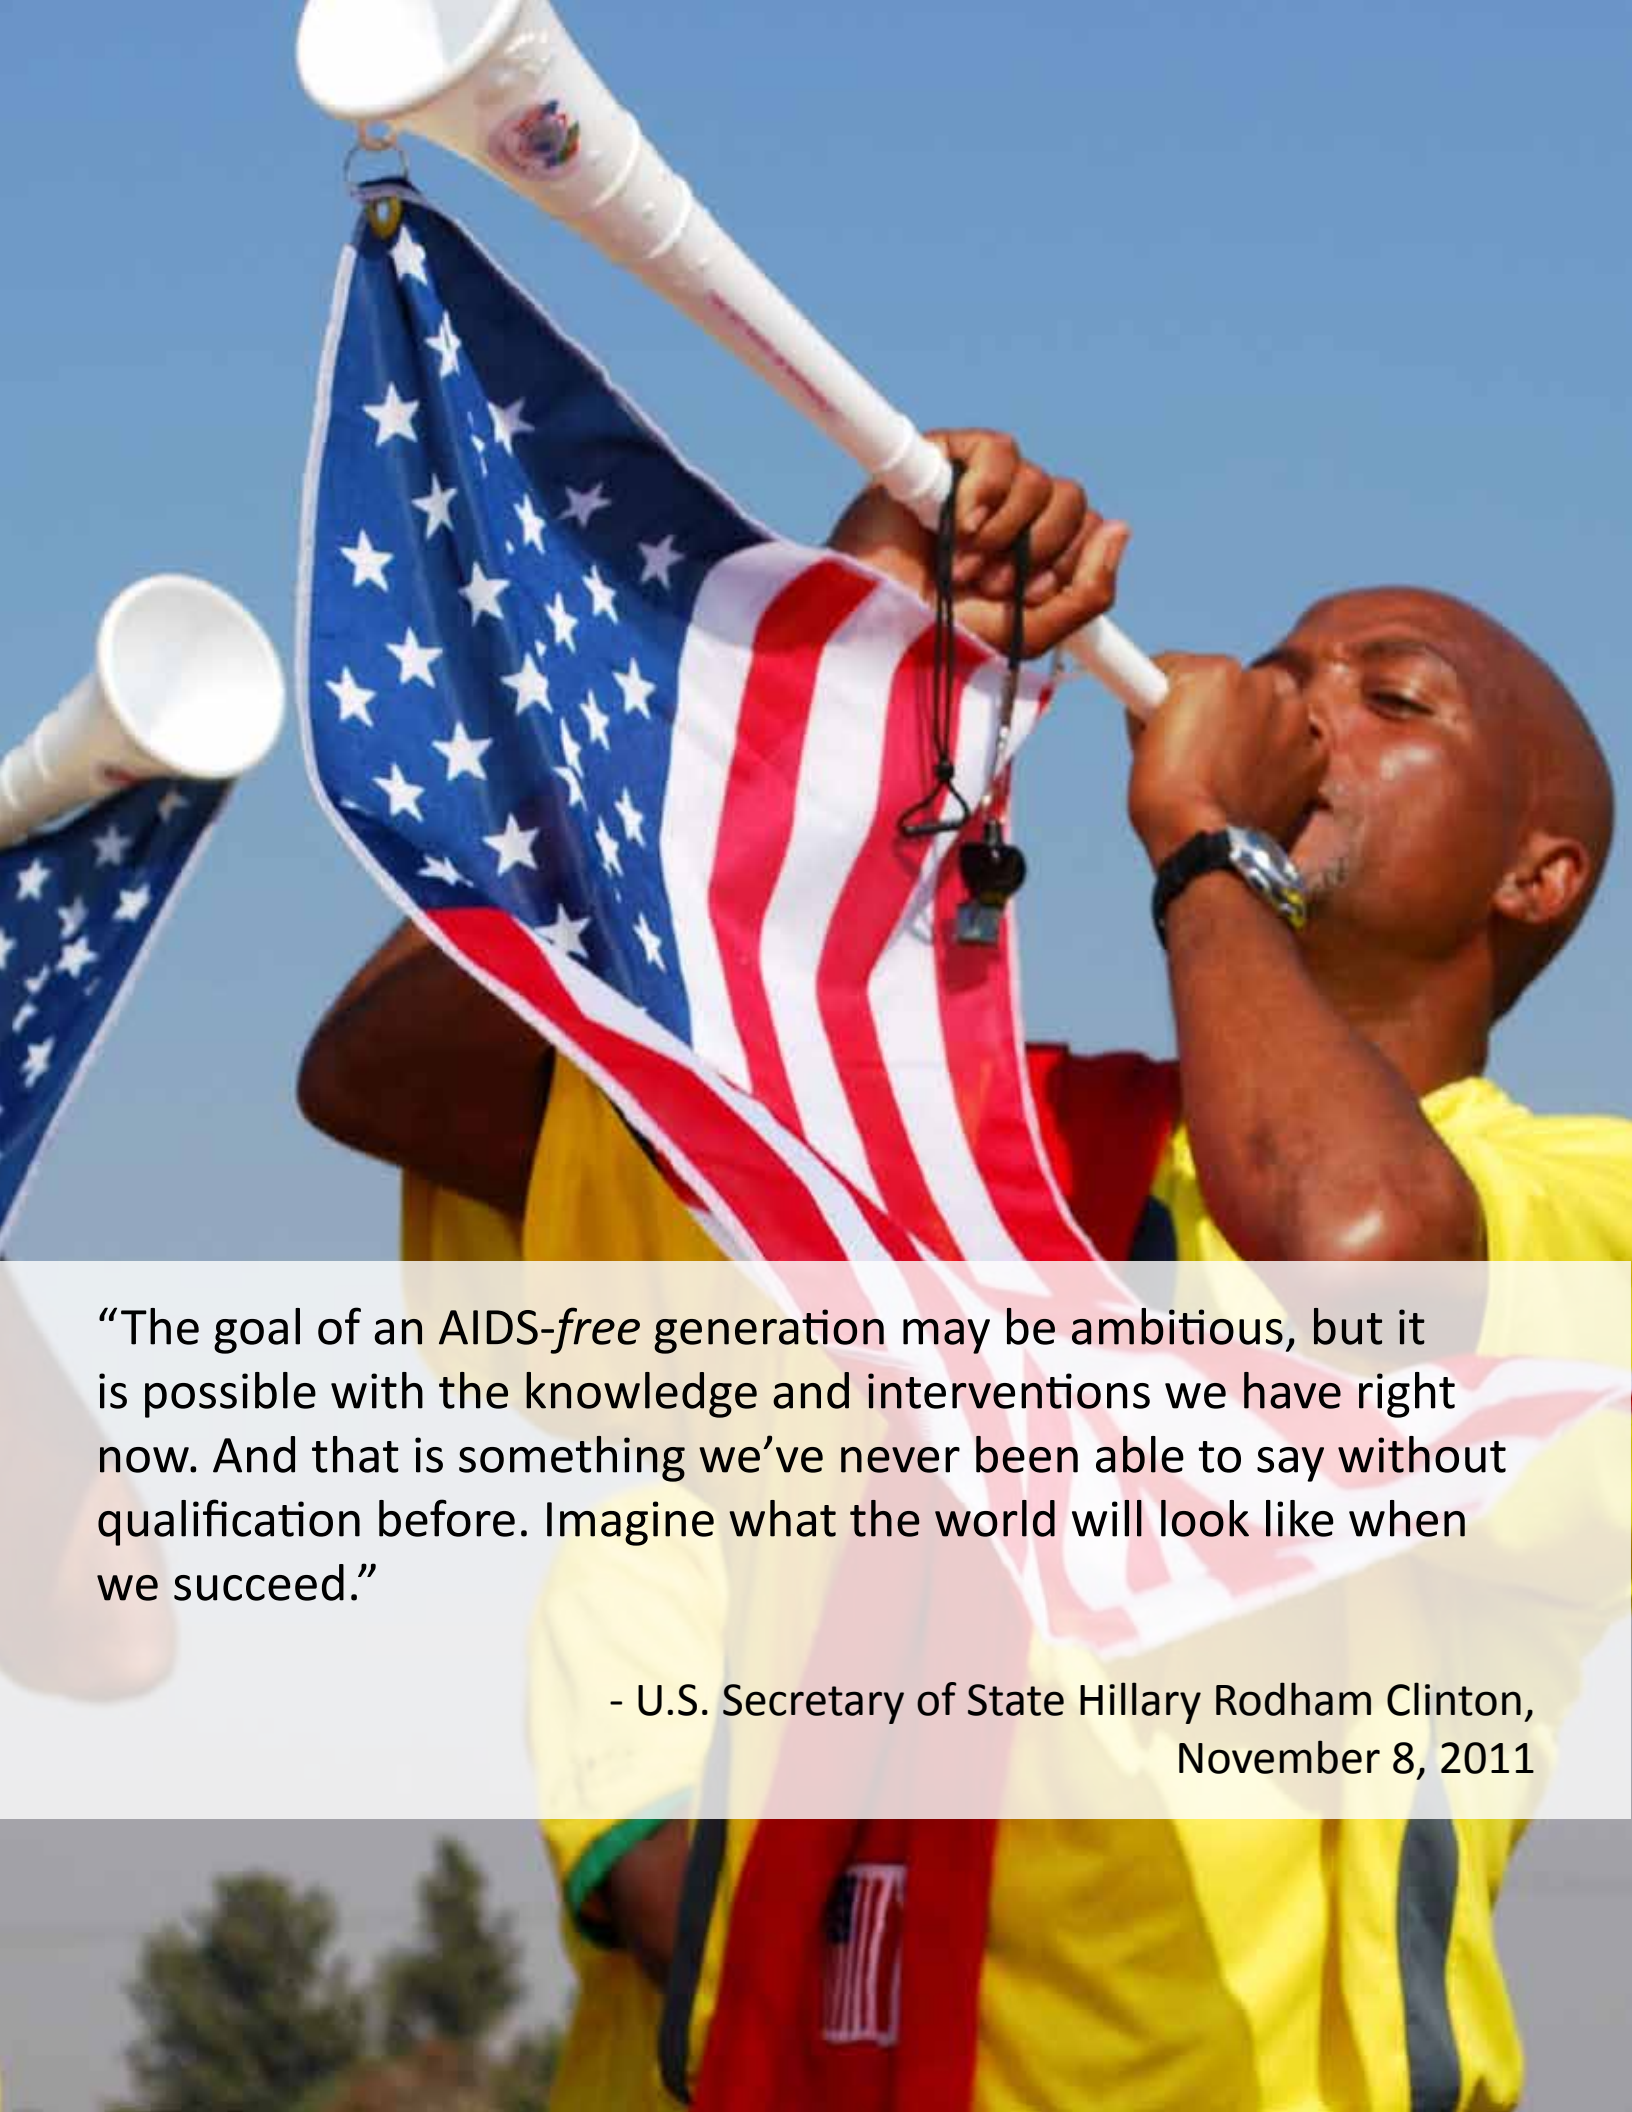 “The goal of an AIDS-free generation may be ambitious, but it
is possible with the knowledge and interventions we have right
now. And that is something we’ve never been able to say without
qualification before. Imagine what the world will look like when
we succeed.”
- U.S. Secretary of State Hillary Rodham Clinton,
November 8, 2011